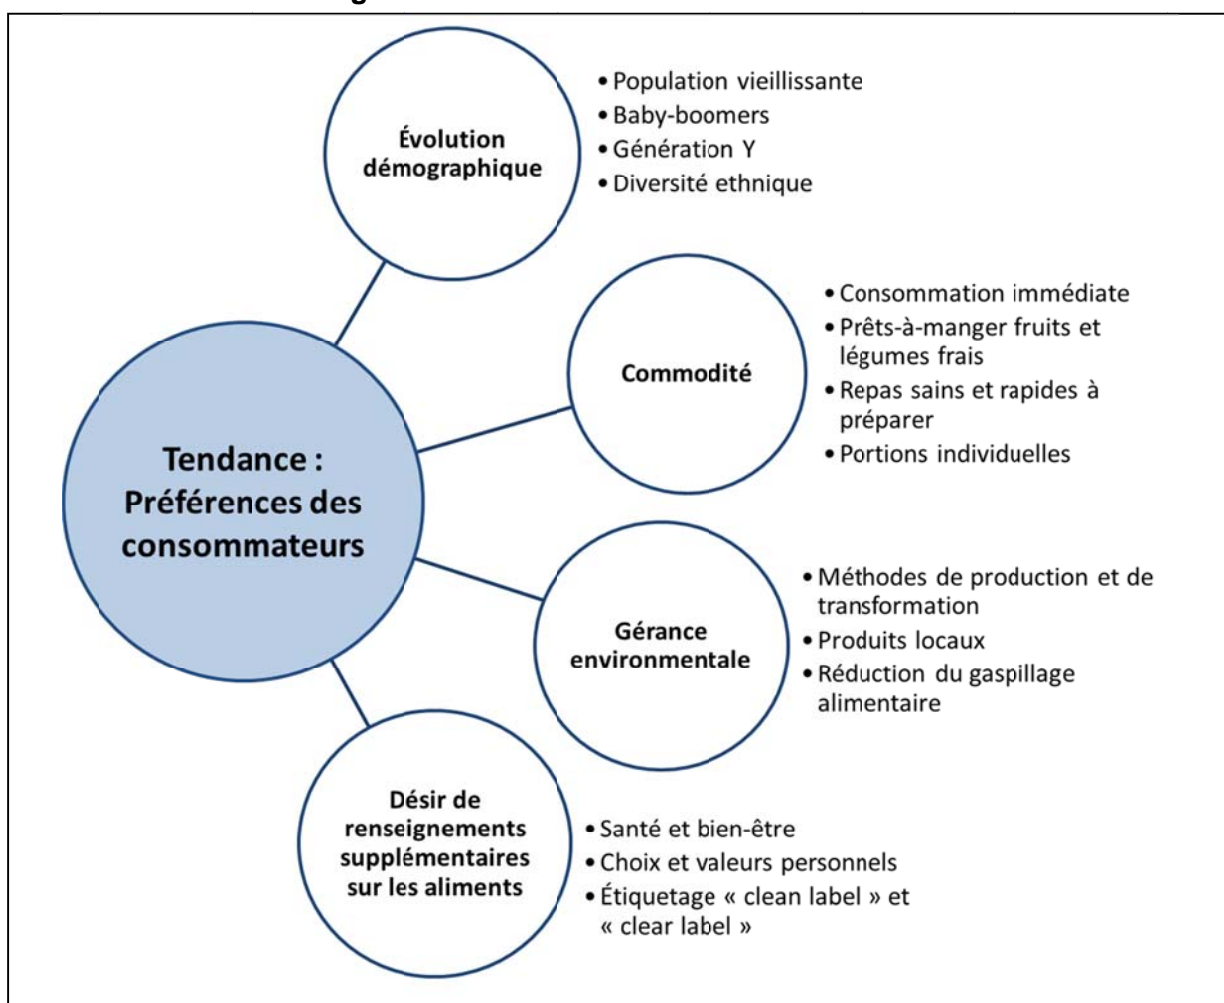 Évolution
démographique
• Population vieillissante
• Baby-boomers
• Génération Y
• Diversité ethnique
Commodité
• Consommation immédiate
• Prêts-à-manger fruits et
légumes frais
• Repas sains et rapides à
préparer
• Portions individuelles
Tendance :
Préférences des
consommateurs
Gérance
environnementale
• Méthodes de production et de
transformation
• Produits locaux
• Réduction du gaspillage
alimentaire
Désir de
renseignements
supplémentaires
sur les aliments
• Santé et bien-être
• Choix et valeurs personnels
• Étiquetage « clean label » et
« clear label »